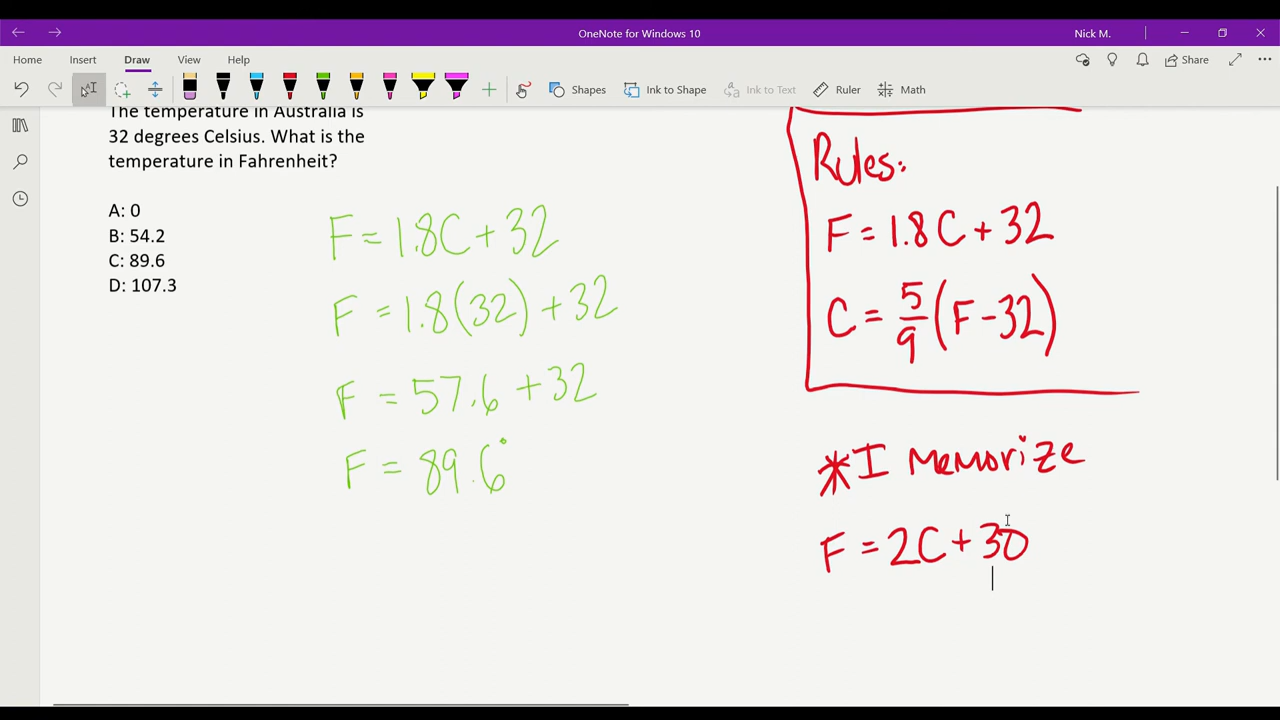 OneNote for Windows 10
Nick M.
Home Insert Draw View Help
Share
Shapes Ink to Shape Ink to Text Ruler Math
The temperature in Australia is
32 degrees Celsius. What is the
temperature in Fahrenheit?
A: 0
B: 54.2
C: 89.6
D: 107.3
F = 1.8C + 32
F = 1.8(32) + 32
F = 57.6 + 32
F = 89.6°
Rules:
F = 1.8C + 32
C = 5/9 (F - 32)
*I Memorize
F = 2C + 30